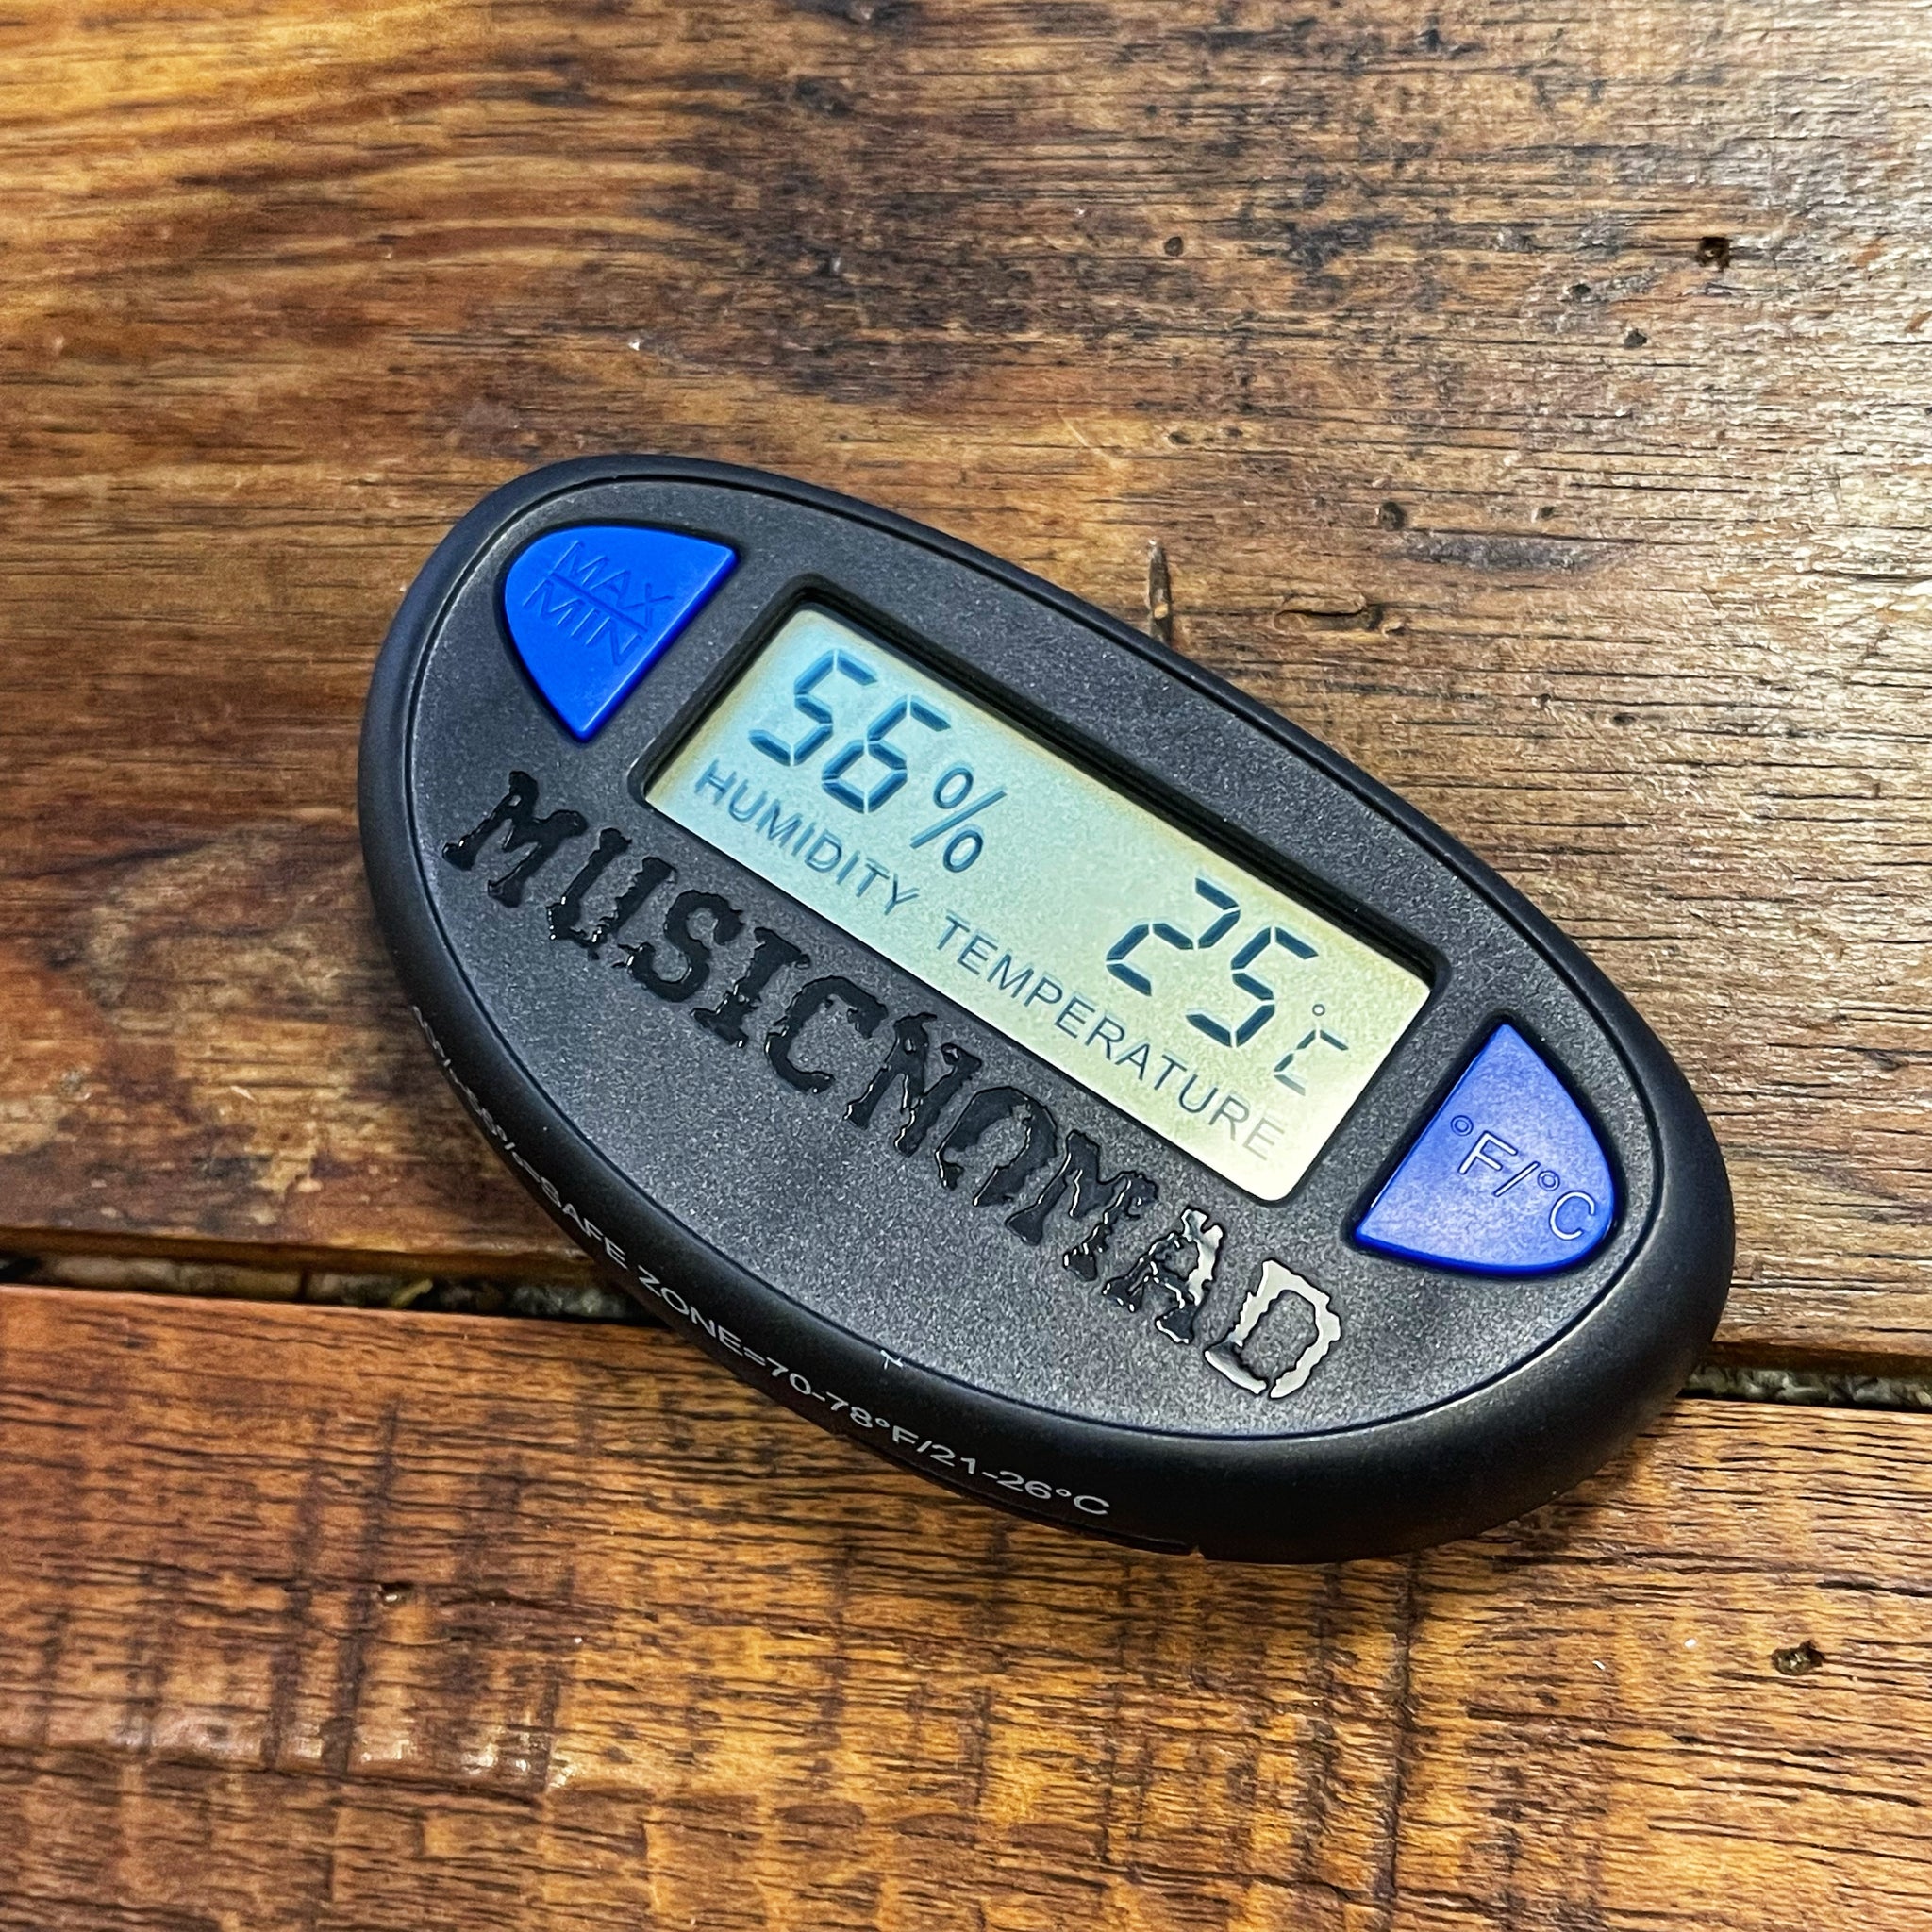 MAX
MIN
56% 25°C
HUMIDITY TEMPERATURE
MUSICNOMAD
°F/°C
SAFE ZONE=70-78°F/21-26°C